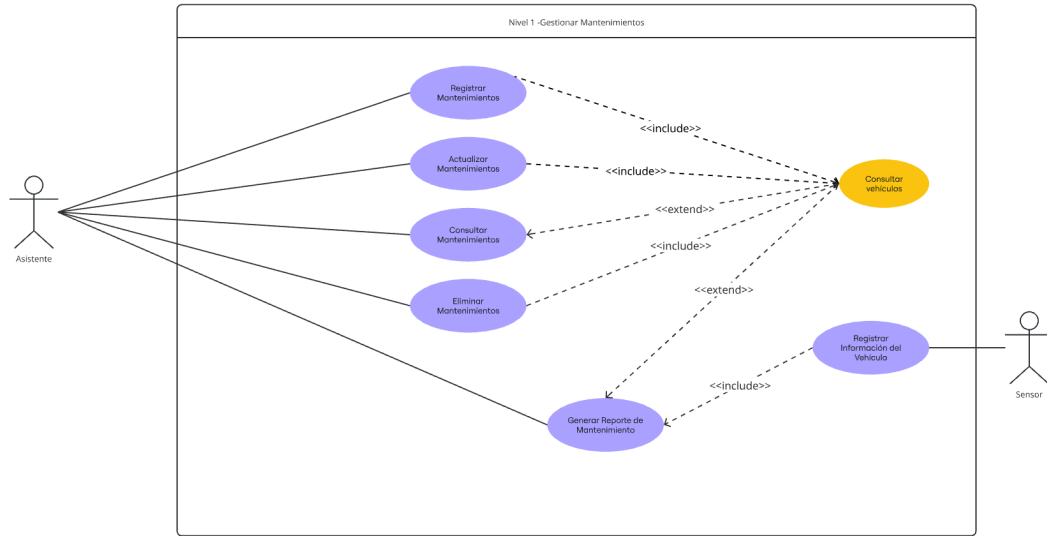 Nivel 1 -Gestionar Mantenimientos
Registrar
Mantenimientos
<<include>>
Actualizar
Mantenimientos
<<include>>
Consultar
vehículos
Asistente
Consultar
Mantenimientos
<<extend>>
<<include>>
Eliminar
Mantenimientos
<<extend>>
Registrar
Información del
Vehículo
Sensor
<<include>>
Generar Reporte de
Mantenimiento